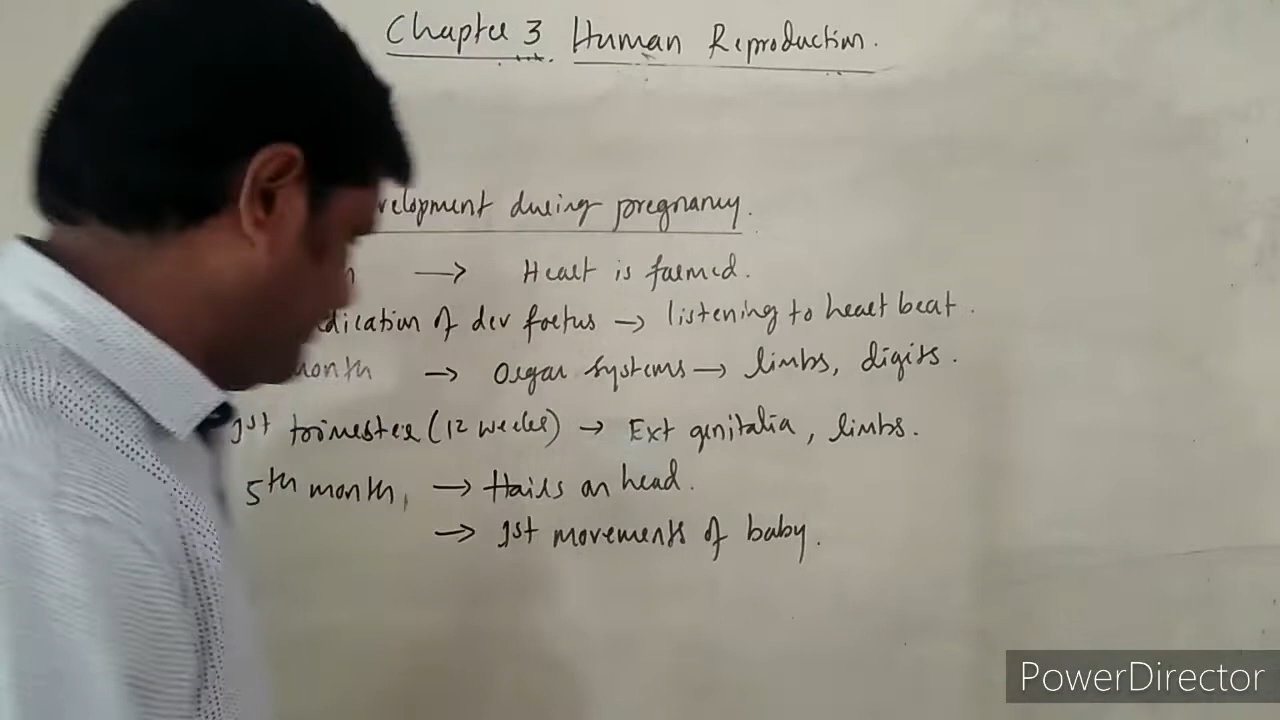 Chapter 3 Human Reproduction.
velopment during pregnancy.
→ Heart is formed.
dication of dev foetus → listening to heart beat.
month → Organ systems → limbs, digits.
1st trimester (12 weeks) → Ext genitalia, limbs.
5th month, → Hairs on head.
→ 1st movements of baby.
PowerDirector